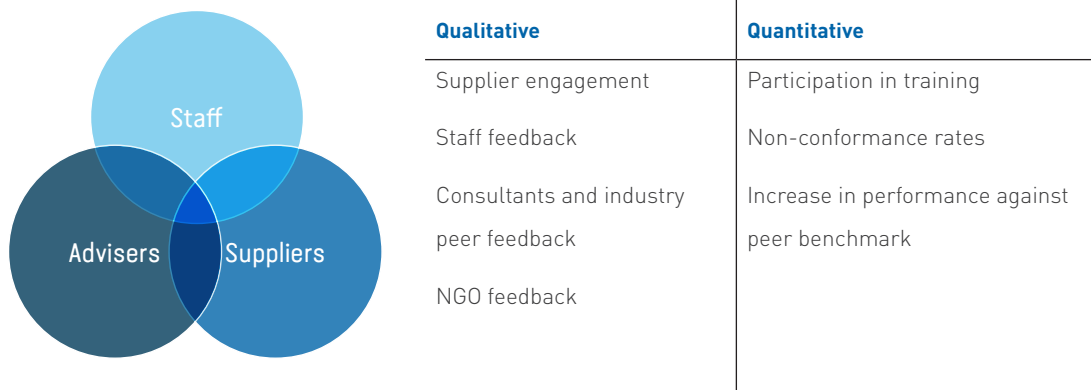 Staff
Advisers
Suppliers
Qualitative
Supplier engagement
Staff feedback
Consultants and industry
peer feedback
NGO feedback
Quantitative
Participation in training
Non-conformance rates
Increase in performance against
peer benchmark